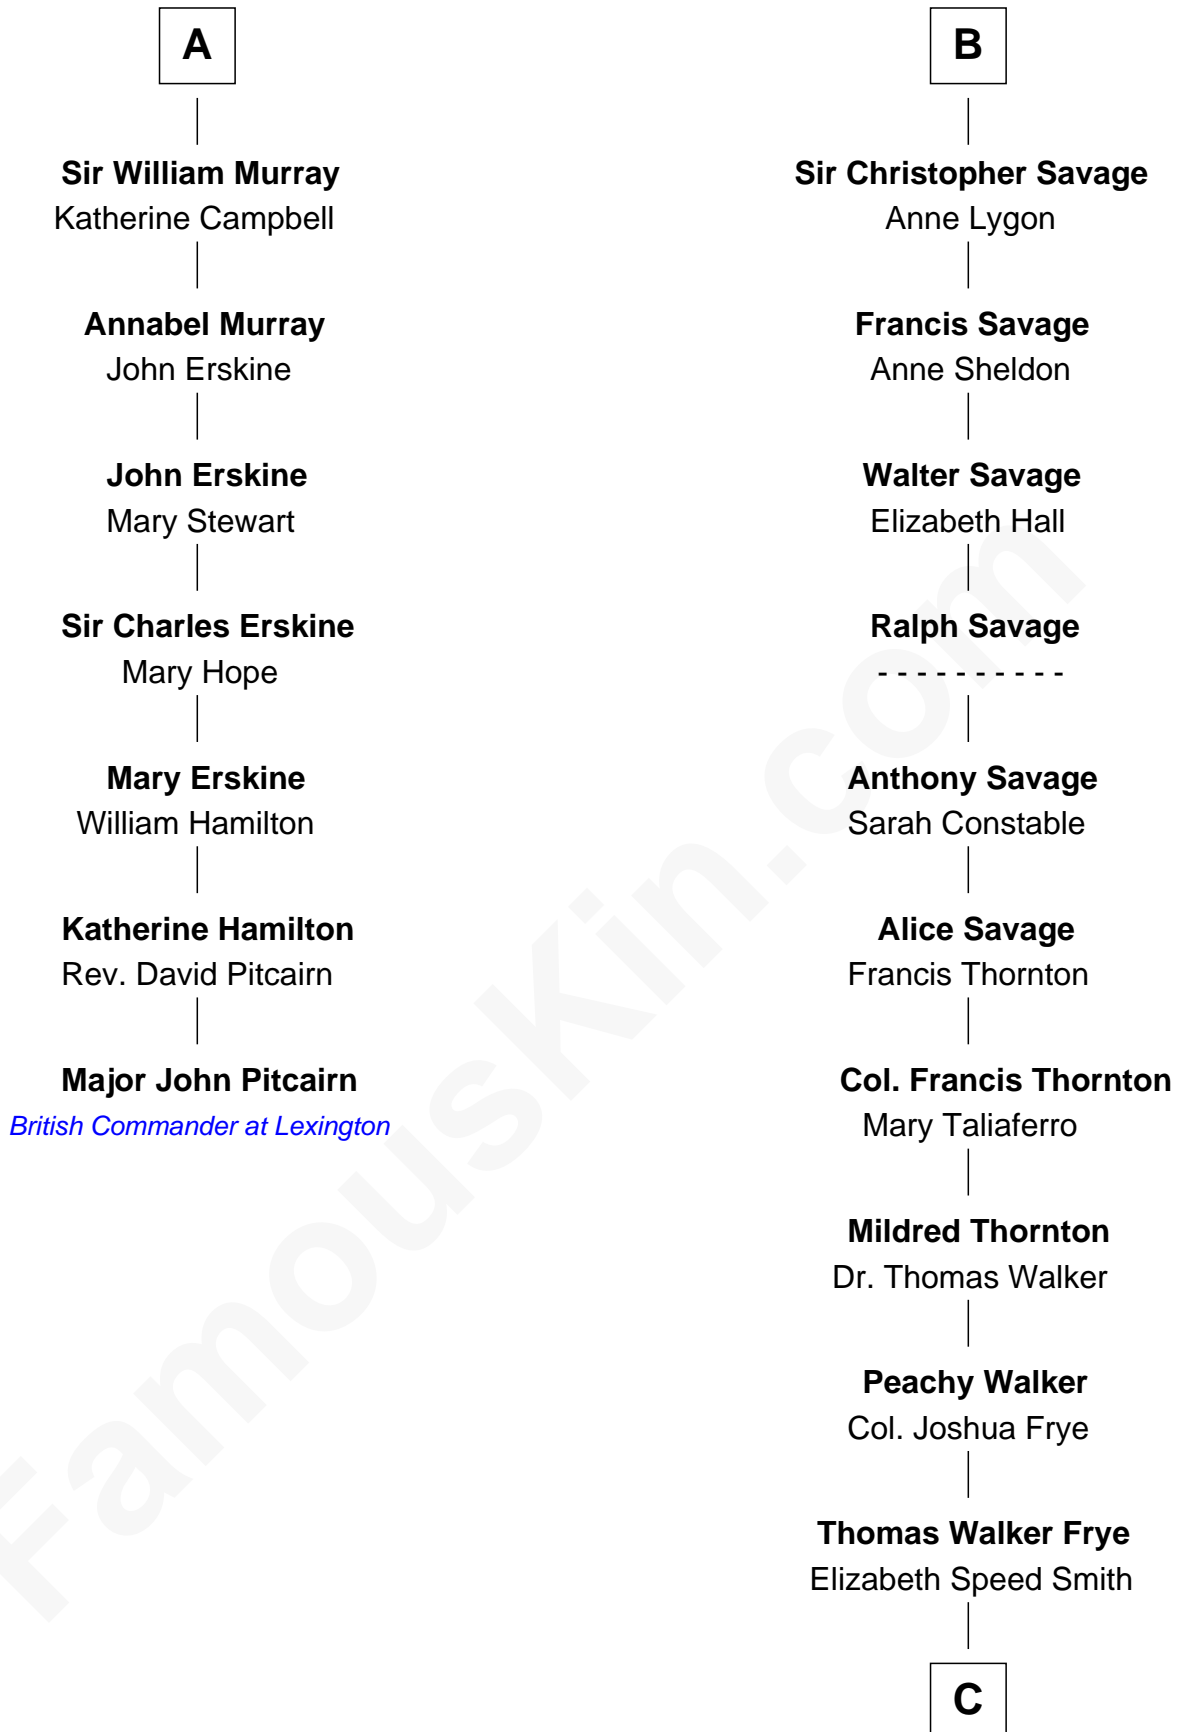 A
Sir William Murray
Katherine Campbell
Annabel Murray
John Erskine
John Erskine
Mary Stewart
Sir Charles Erskine
Mary Hope
Mary Erskine
William Hamilton
Katherine Hamilton
Rev. David Pitcairn
Major John Pitcairn
British Commander at Lexington
B
Sir Christopher Savage
Anne Lygon
Francis Savage
Anne Sheldon
Walter Savage
Elizabeth Hall
Ralph Savage
- - - - - - - - - -
Anthony Savage
Sarah Constable
Alice Savage
Francis Thornton
Col. Francis Thornton
Mary Taliaferro
Mildred Thornton
Dr. Thomas Walker
Peachy Walker
Col. Joshua Frye
Thomas Walker Frye
Elizabeth Speed Smith
C
FamousKin.com